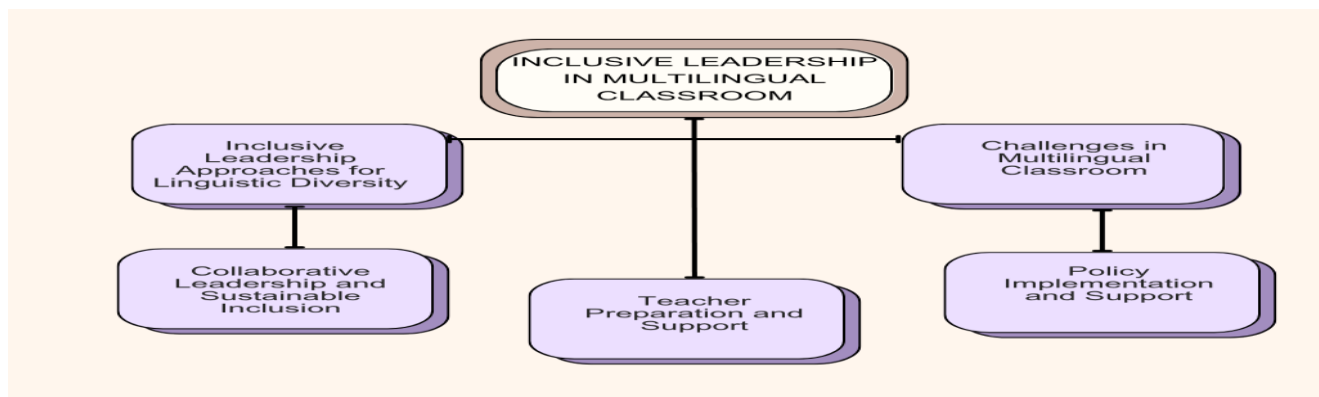 INCLUSIVE LEADERSHIP
IN MULTILINGUAL
CLASSROOM
Inclusive
Leadership
Approaches for
Linguistic Diversity
Challenges in
Multilingual
Classroom
Collaborative
Leadership and
Sustainable
Inclusion
Teacher
Preparation and
Support
Policy
Implementation
and Support